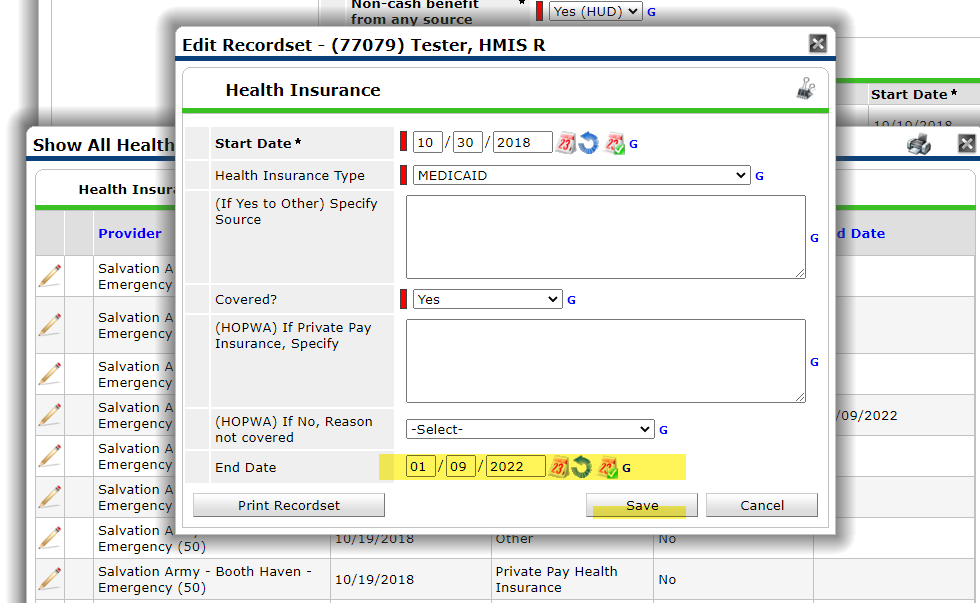 Non-cash benefit
from any source * Yes (HUD) G
Edit Recordset - (77079) Tester, HMIS R
Health Insurance
Start Date* 10 / 30 / 2018 G
Health Insurance Type MEDICAID G
(If Yes to Other) Specify
Source G
Covered? Yes G
(HOPWA) If Private Pay
Insurance, Specify G
(HOPWA) If No, Reason
not covered -Select- G
End Date 01 / 09 / 2022 G
Print Recordset Save Cancel
Start Date*
10/19/2018
Show All Health
Health Insura
Provider d Date
Salvation A
Emergency
Salvation A
Emergency
Salvation A
Emergency
Salvation A
Emergency /09/2022
Salvation A
Emergency
Salvation A
Emergency
Salvation A
Emergency (50) 10/19/2018 Other No
Salvation Army - Booth Haven -
Emergency (50) 10/19/2018 Private Pay Health
Insurance No